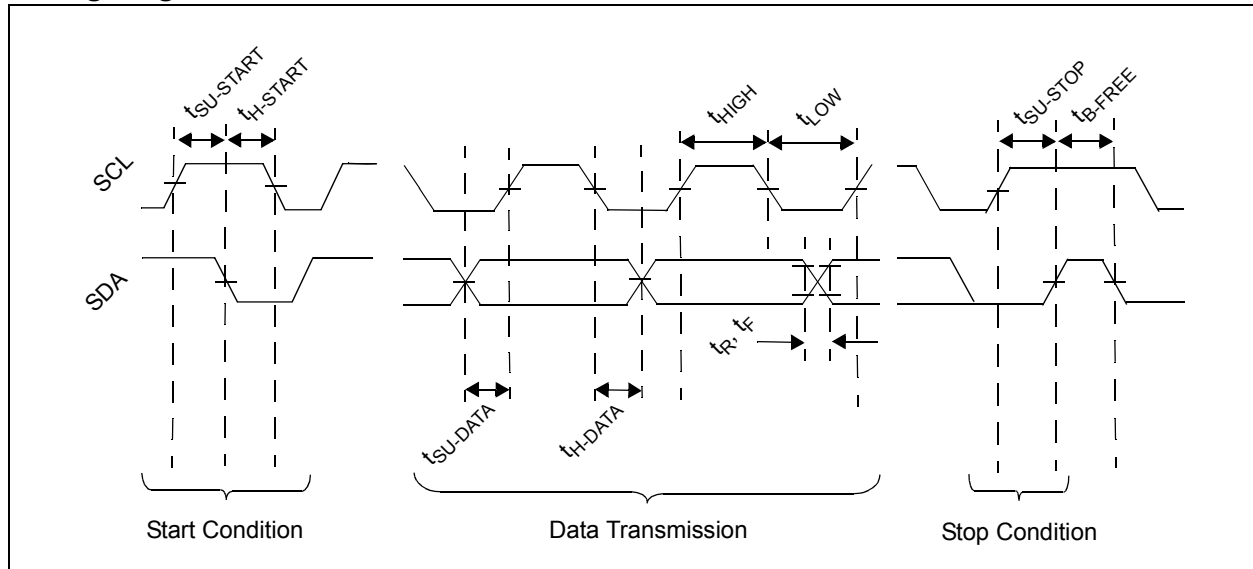 tSU-START
tH-START
tHIGH
tLOW
tSU-STOP
tB-FREE
SCL
SDA
tR, tF
tSU-DATA
tH-DATA
Start Condition
Data Transmission
Stop Condition